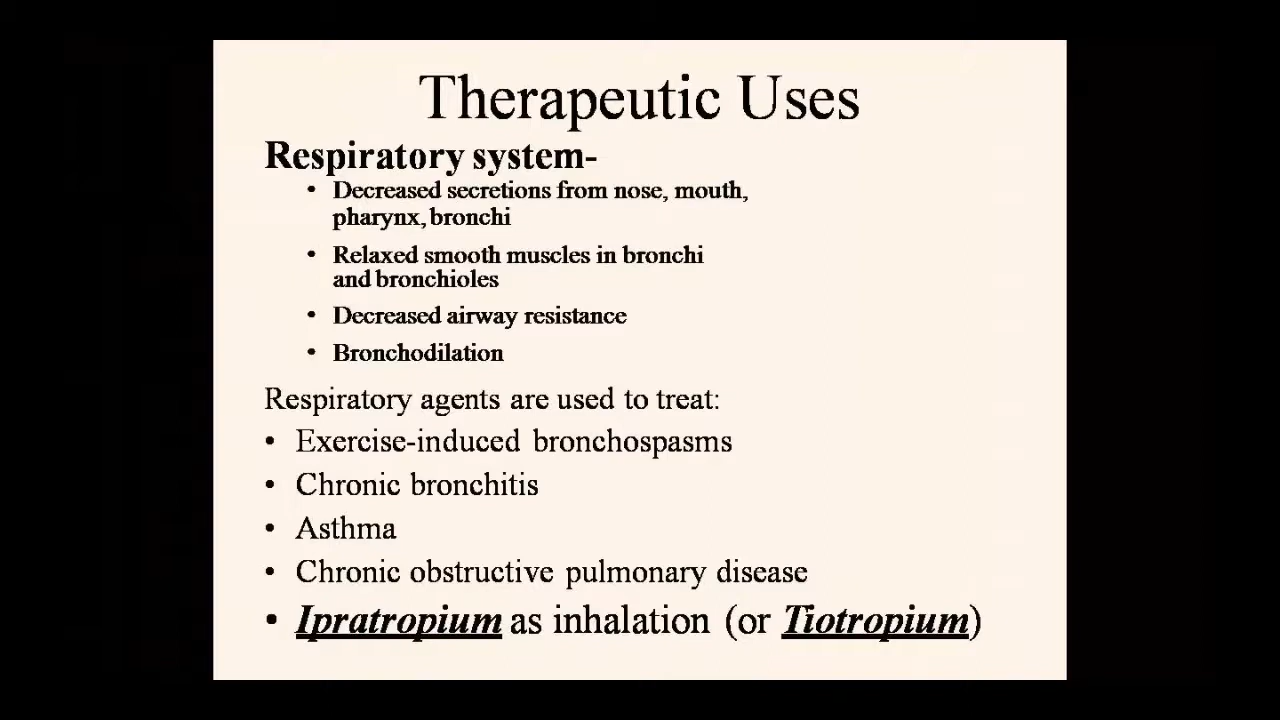 Therapeutic Uses
Respiratory system-
• Decreased secretions from nose, mouth,
pharynx, bronchi
• Relaxed smooth muscles in bronchi
and bronchioles
• Decreased airway resistance
• Bronchodilation
Respiratory agents are used to treat:
• Exercise-induced bronchospasms
• Chronic bronchitis
• Asthma
• Chronic obstructive pulmonary disease
• Ipratropium as inhalation (or Tiotropium)